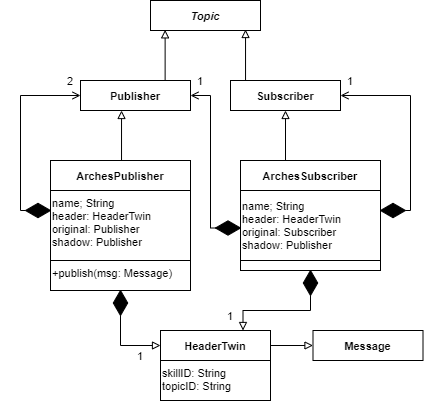 Topic
2
Publisher
1
Subscriber
1
ArchesPublisher
name; String
header: HeaderTwin
original: Publisher
shadow: Publisher
+publish(msg: Message)
ArchesSubscriber
name; String
header: HeaderTwin
original: Subscriber
shadow: Publisher
1
1
HeaderTwin
skillID: String
topicID: String
Message